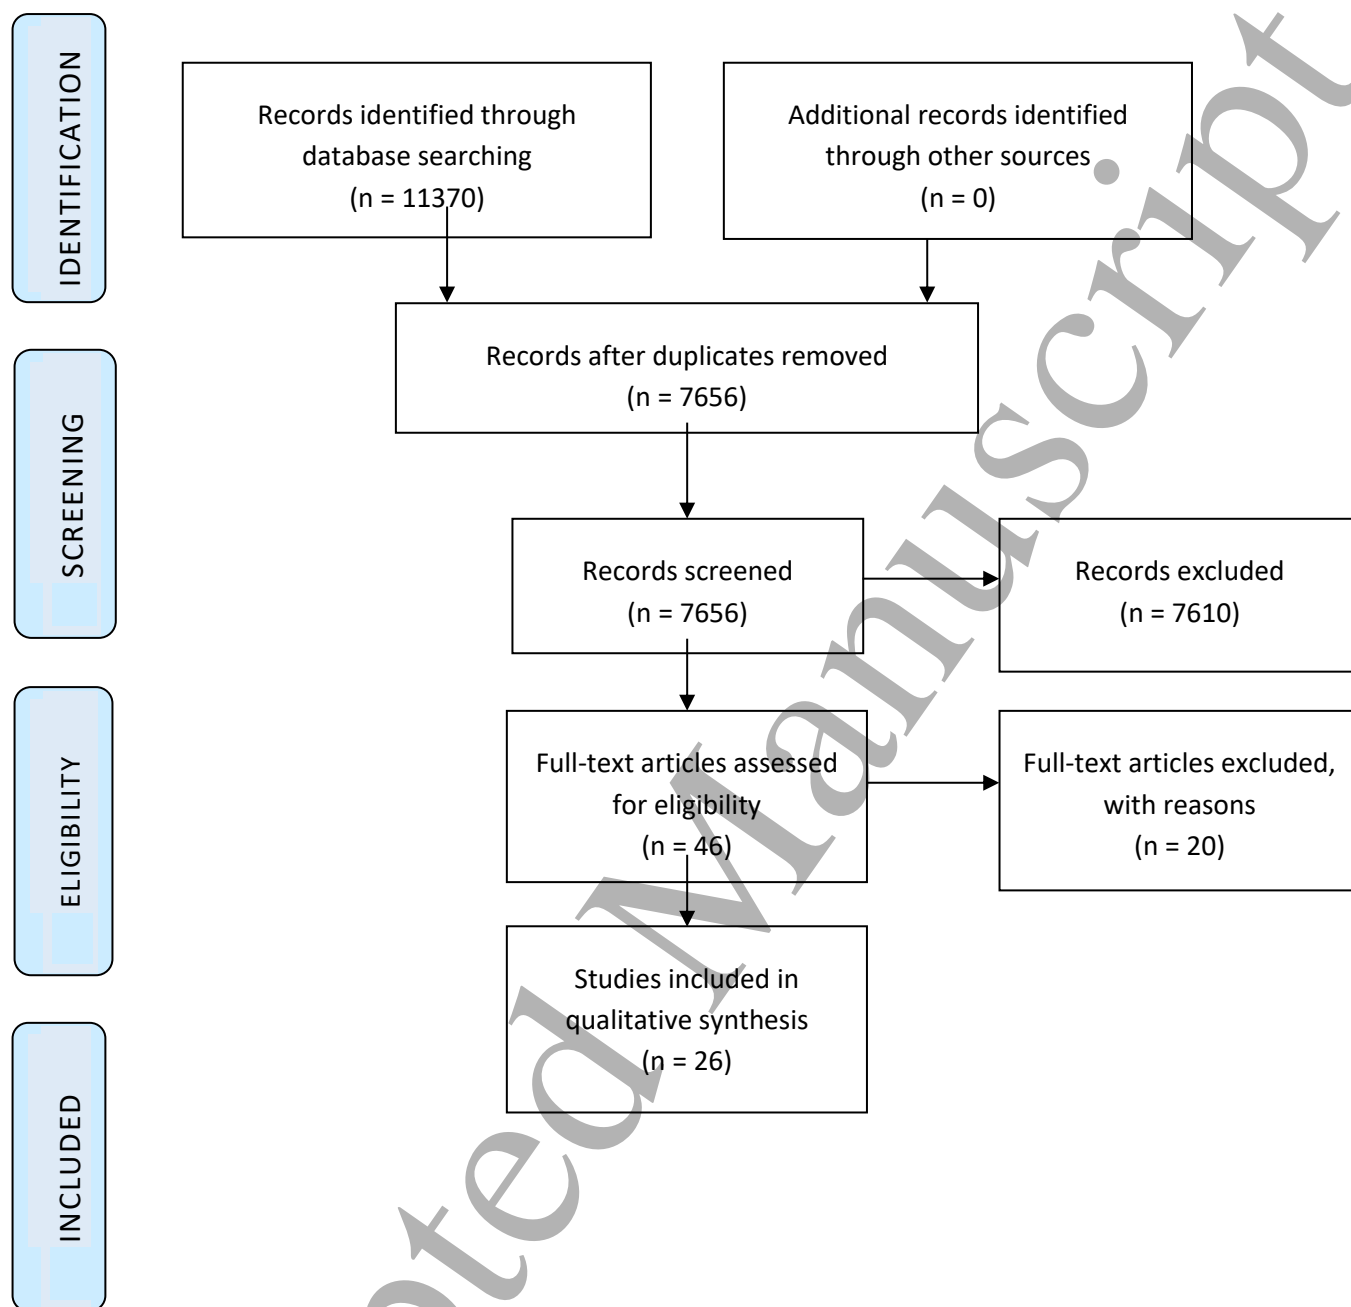 IDENTIFICATION
Records identified through
database searching
(n = 11370)
Additional records identified
through other sources
(n = 0)
Records after duplicates removed
(n = 7656)
SCREENING
Records screened
(n = 7656)
Records excluded
(n = 7610)
ELIGIBILITY
Full-text articles assessed
for eligibility
(n = 46)
Full-text articles excluded,
with reasons
(n = 20)
Studies included in
qualitative synthesis
(n = 26)
INCLUDED
pted Manuscript